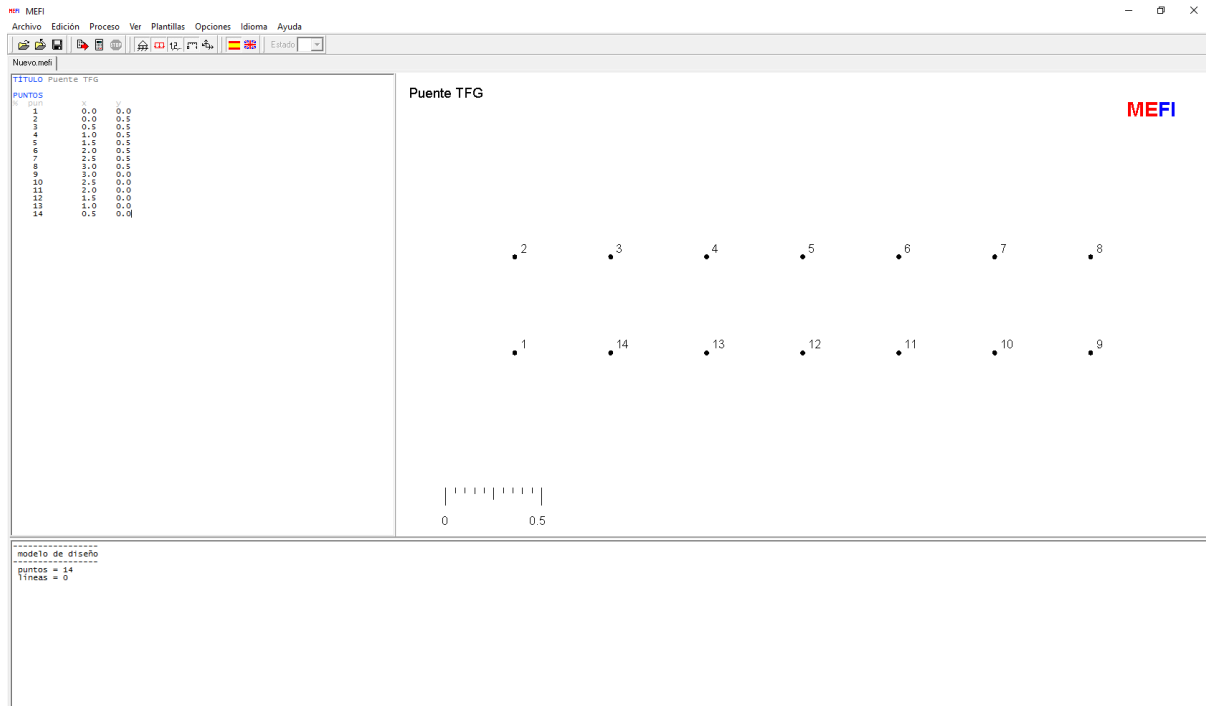 MEFI MEFI
Archivo Edición Proceso Ver Plantillas Opciones Idioma Ayuda
12.. Estado
Nuevo.mefi
TÍTULO Puente TFG
PUNTOS
% pun x y
1 0.0 0.0
2 0.0 0.5
3 0.5 0.5
4 1.0 0.5
5 1.5 0.5
6 2.0 0.5
7 2.5 0.5
8 3.0 0.5
9 3.0 0.0
10 2.5 0.0
11 2.0 0.0
12 1.5 0.0
13 1.0 0.0
14 0.5 0.0
Puente TFG
MEFI
2 3 4 5 6 7 8
1 14 13 12 11 10 9
0 0.5
-----------------
modelo de diseño
-----------------
puntos = 14
líneas = 0